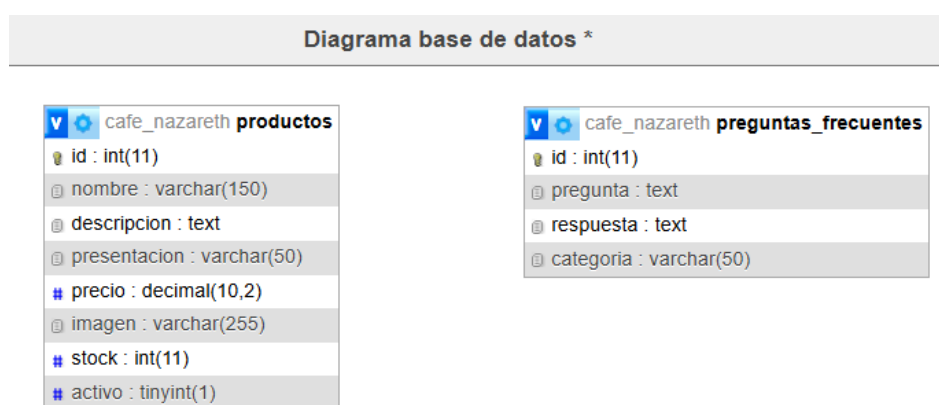 Diagrama base de datos *
v cafe_nazareth productos
id : int(11)
nombre : varchar(150)
descripcion : text
presentacion : varchar(50)
# precio : decimal(10,2)
imagen : varchar(255)
# stock : int(11)
# activo : tinyint(1)
v cafe_nazareth preguntas_frecuentes
id : int(11)
pregunta : text
respuesta : text
categoria : varchar(50)